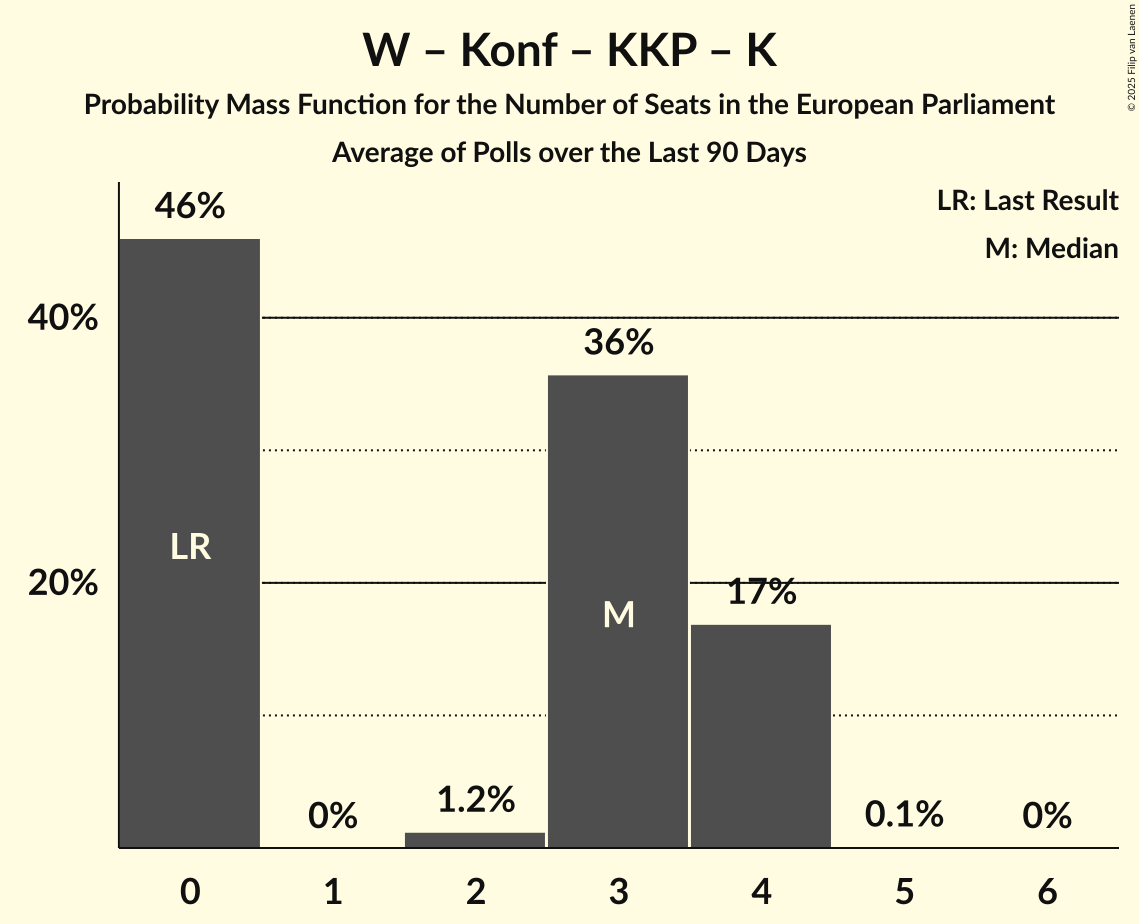 W – Konf – KKP – K
Probability Mass Function for the Number of Seats in the European Parliament
Average of Polls over the Last 90 Days
© 2025 Filip van Laenen
LR: Last Result
M: Median
46%
40%
36%
LR
20%
17%
M
1.2%
0%
0.1%
0%
0 1 2 3 4 5 6